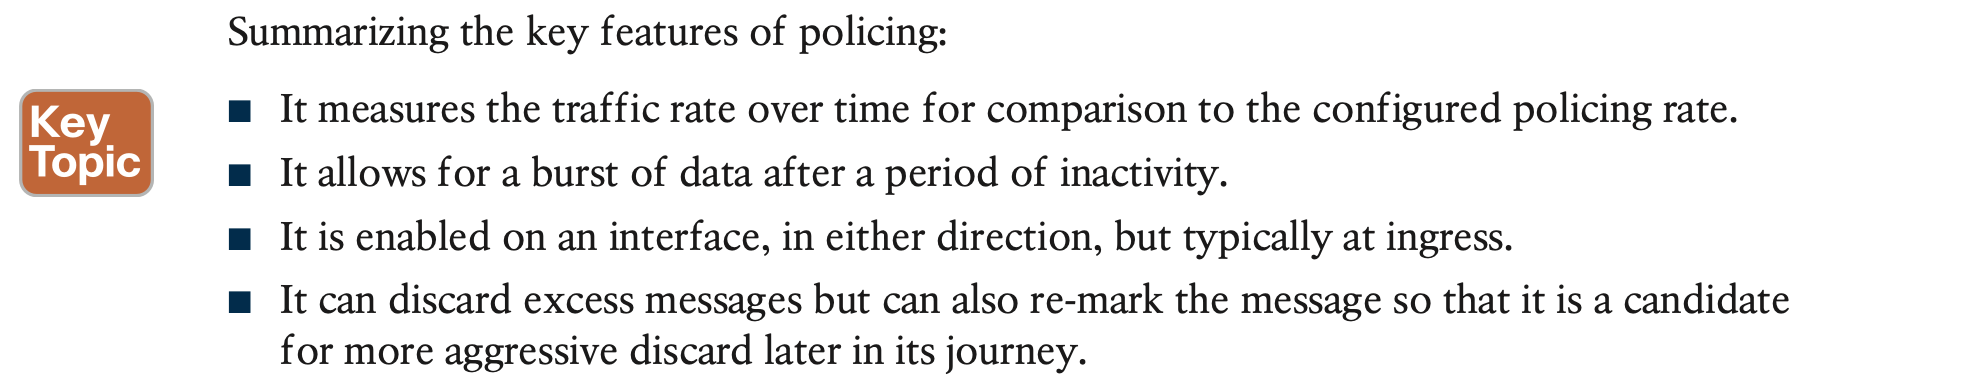 Summarizing the key features of policing:
Key
Topic
■ It measures the traffic rate over time for comparison to the configured policing rate.
■ It allows for a burst of data after a period of inactivity.
■ It is enabled on an interface, in either direction, but typically at ingress.
■ It can discard excess messages but can also re-mark the message so that it is a candidate
for more aggressive discard later in its journey.